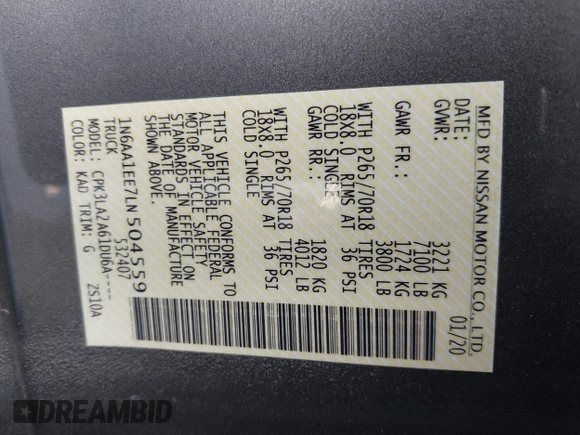 MFD BY NISSAN MOTOR CO., LTD.
DATE: 01/20
GVWR: 3221 KG
7100 LB
GAWR FR.: 1724 KG
3800 LB
WITH P265/70R18 TIRES
18X8.0 RIMS AT 36 PSI
COLD SINGLE
GAWR RR.: 1820 KG
4012 LB
WITH P265/70R18 TIRES
18X8.0 RIMS AT 36 PSI
COLD SINGLE
THIS VEHICLE CONFORMS TO
ALL APPLICABLE FEDERAL
MOTOR VEHICLE SAFETY
STANDARDS IN EFFECT ON
THE DATE OF MANUFACTURE
SHOWN ABOVE.
1N6AA1EE7LN504559
TRUCK 532407
MODEL: CPK3LA2A61DU6A----
COLOR: KAD TRIM: G ZS10A
DREAMBID